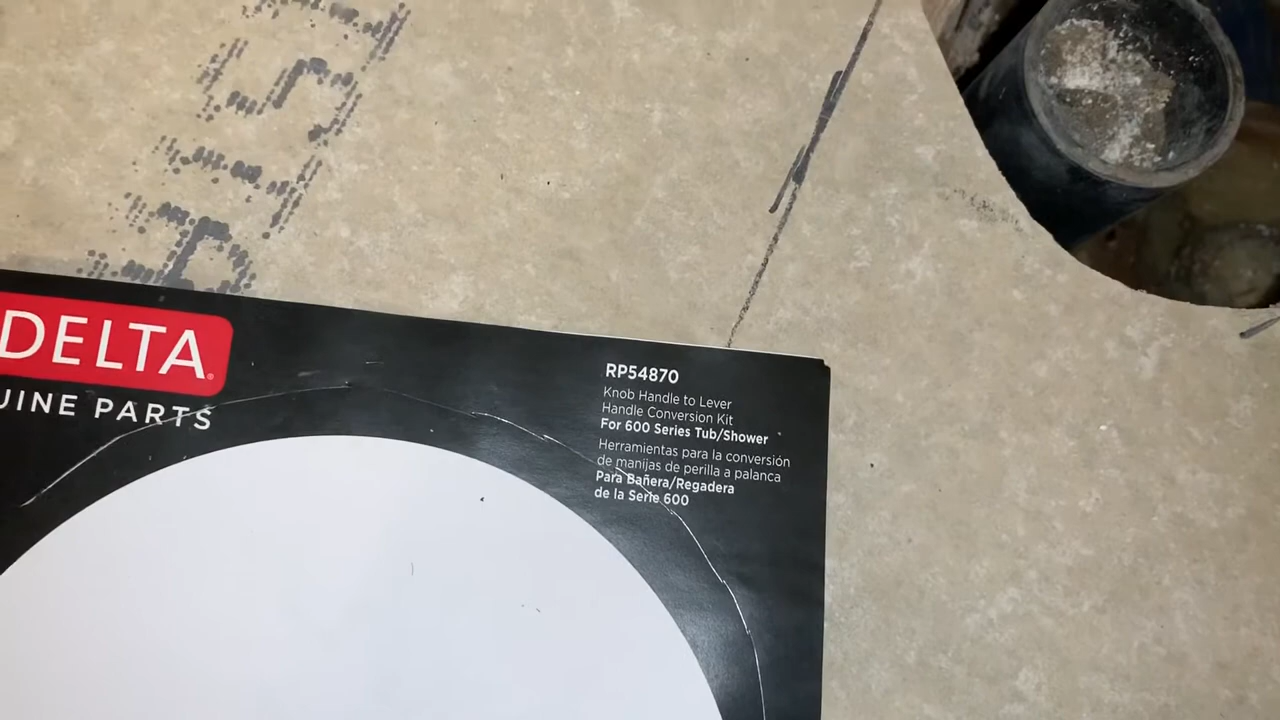 DELTA
PARTS
RP54870
Knob Handle to Lever
Handle Conversion Kit
For 600 Series Tub/Shower
Herramientas para la conversión
de manijas de perilla a palanca
Para Bañera/Regadera
de la Serie 600